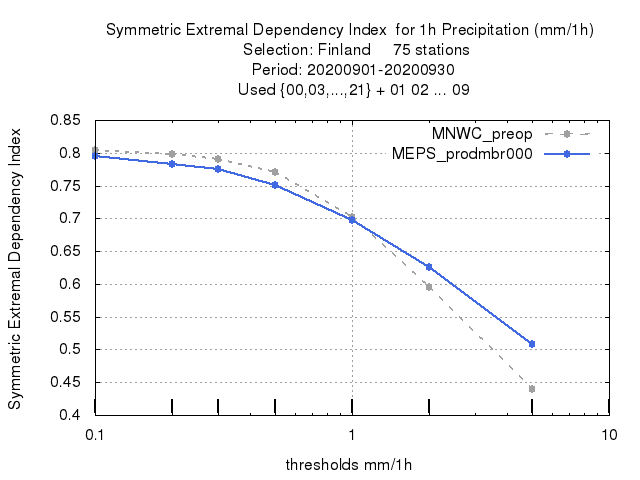 Symmetric Extremal Dependency Index  for 1h Precipitation (mm/1h)
Selection: Finland     75 stations
Period: 20200901-20200930
Used {00,03,...,21} + 01 02 ... 09
MNWC_preop
MEPS_prodmbr000
Symmetric Extremal Dependency Index
0.85
0.8
0.75
0.7
0.65
0.6
0.55
0.5
0.45
0.4
0.1 1 10
thresholds mm/1h